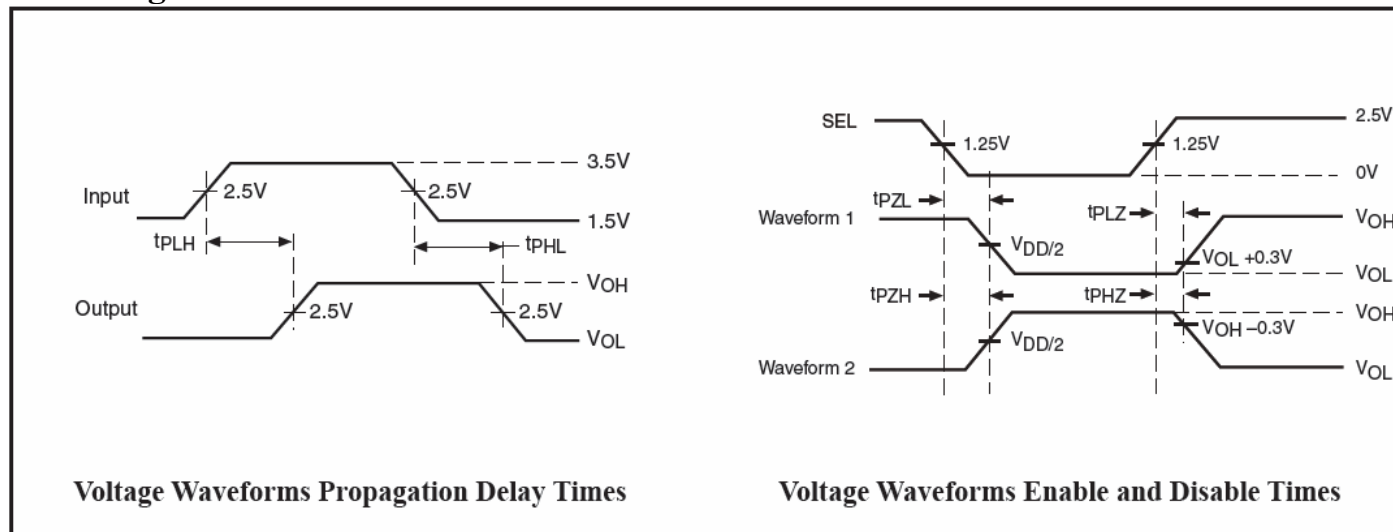 3.5V
Input
2.5V
2.5V
1.5V
tPLH
tPHL
VOH
Output
2.5V
2.5V
VOL
Voltage Waveforms Propagation Delay Times
SEL
2.5V
1.25V
1.25V
0V
tPZL
tPLZ
Waveform 1
VOH
VDD/2
VOL +0.3V
VOL
tPZH
tPHZ
VOH
VOH –0.3V
VDD/2
Waveform 2
VOL
Voltage Waveforms Enable and Disable Times